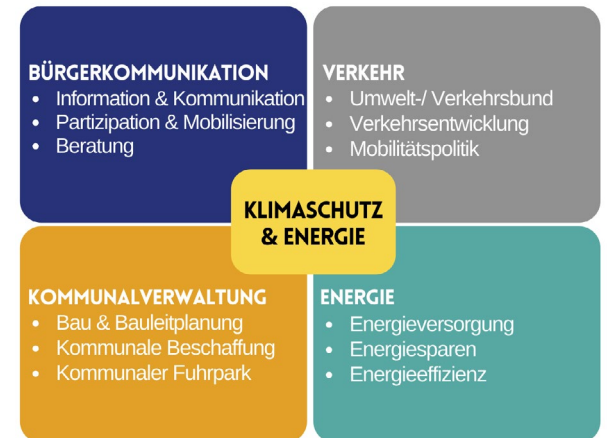 BÜRGERKOMMUNIKATION
• Information & Kommunikation
• Partizipation & Mobilisierung
• Beratung
VERKEHR
• Umwelt-/ Verkehrsbund
• Verkehrsentwicklung
• Mobilitätspolitik
KLIMASCHUTZ
& ENERGIE
KOMMUNALVERWALTUNG
• Bau & Bauleitplanung
• Kommunale Beschaffung
• Kommunaler Fuhrpark
ENERGIE
• Energieversorgung
• Energiesparen
• Energieeffizienz